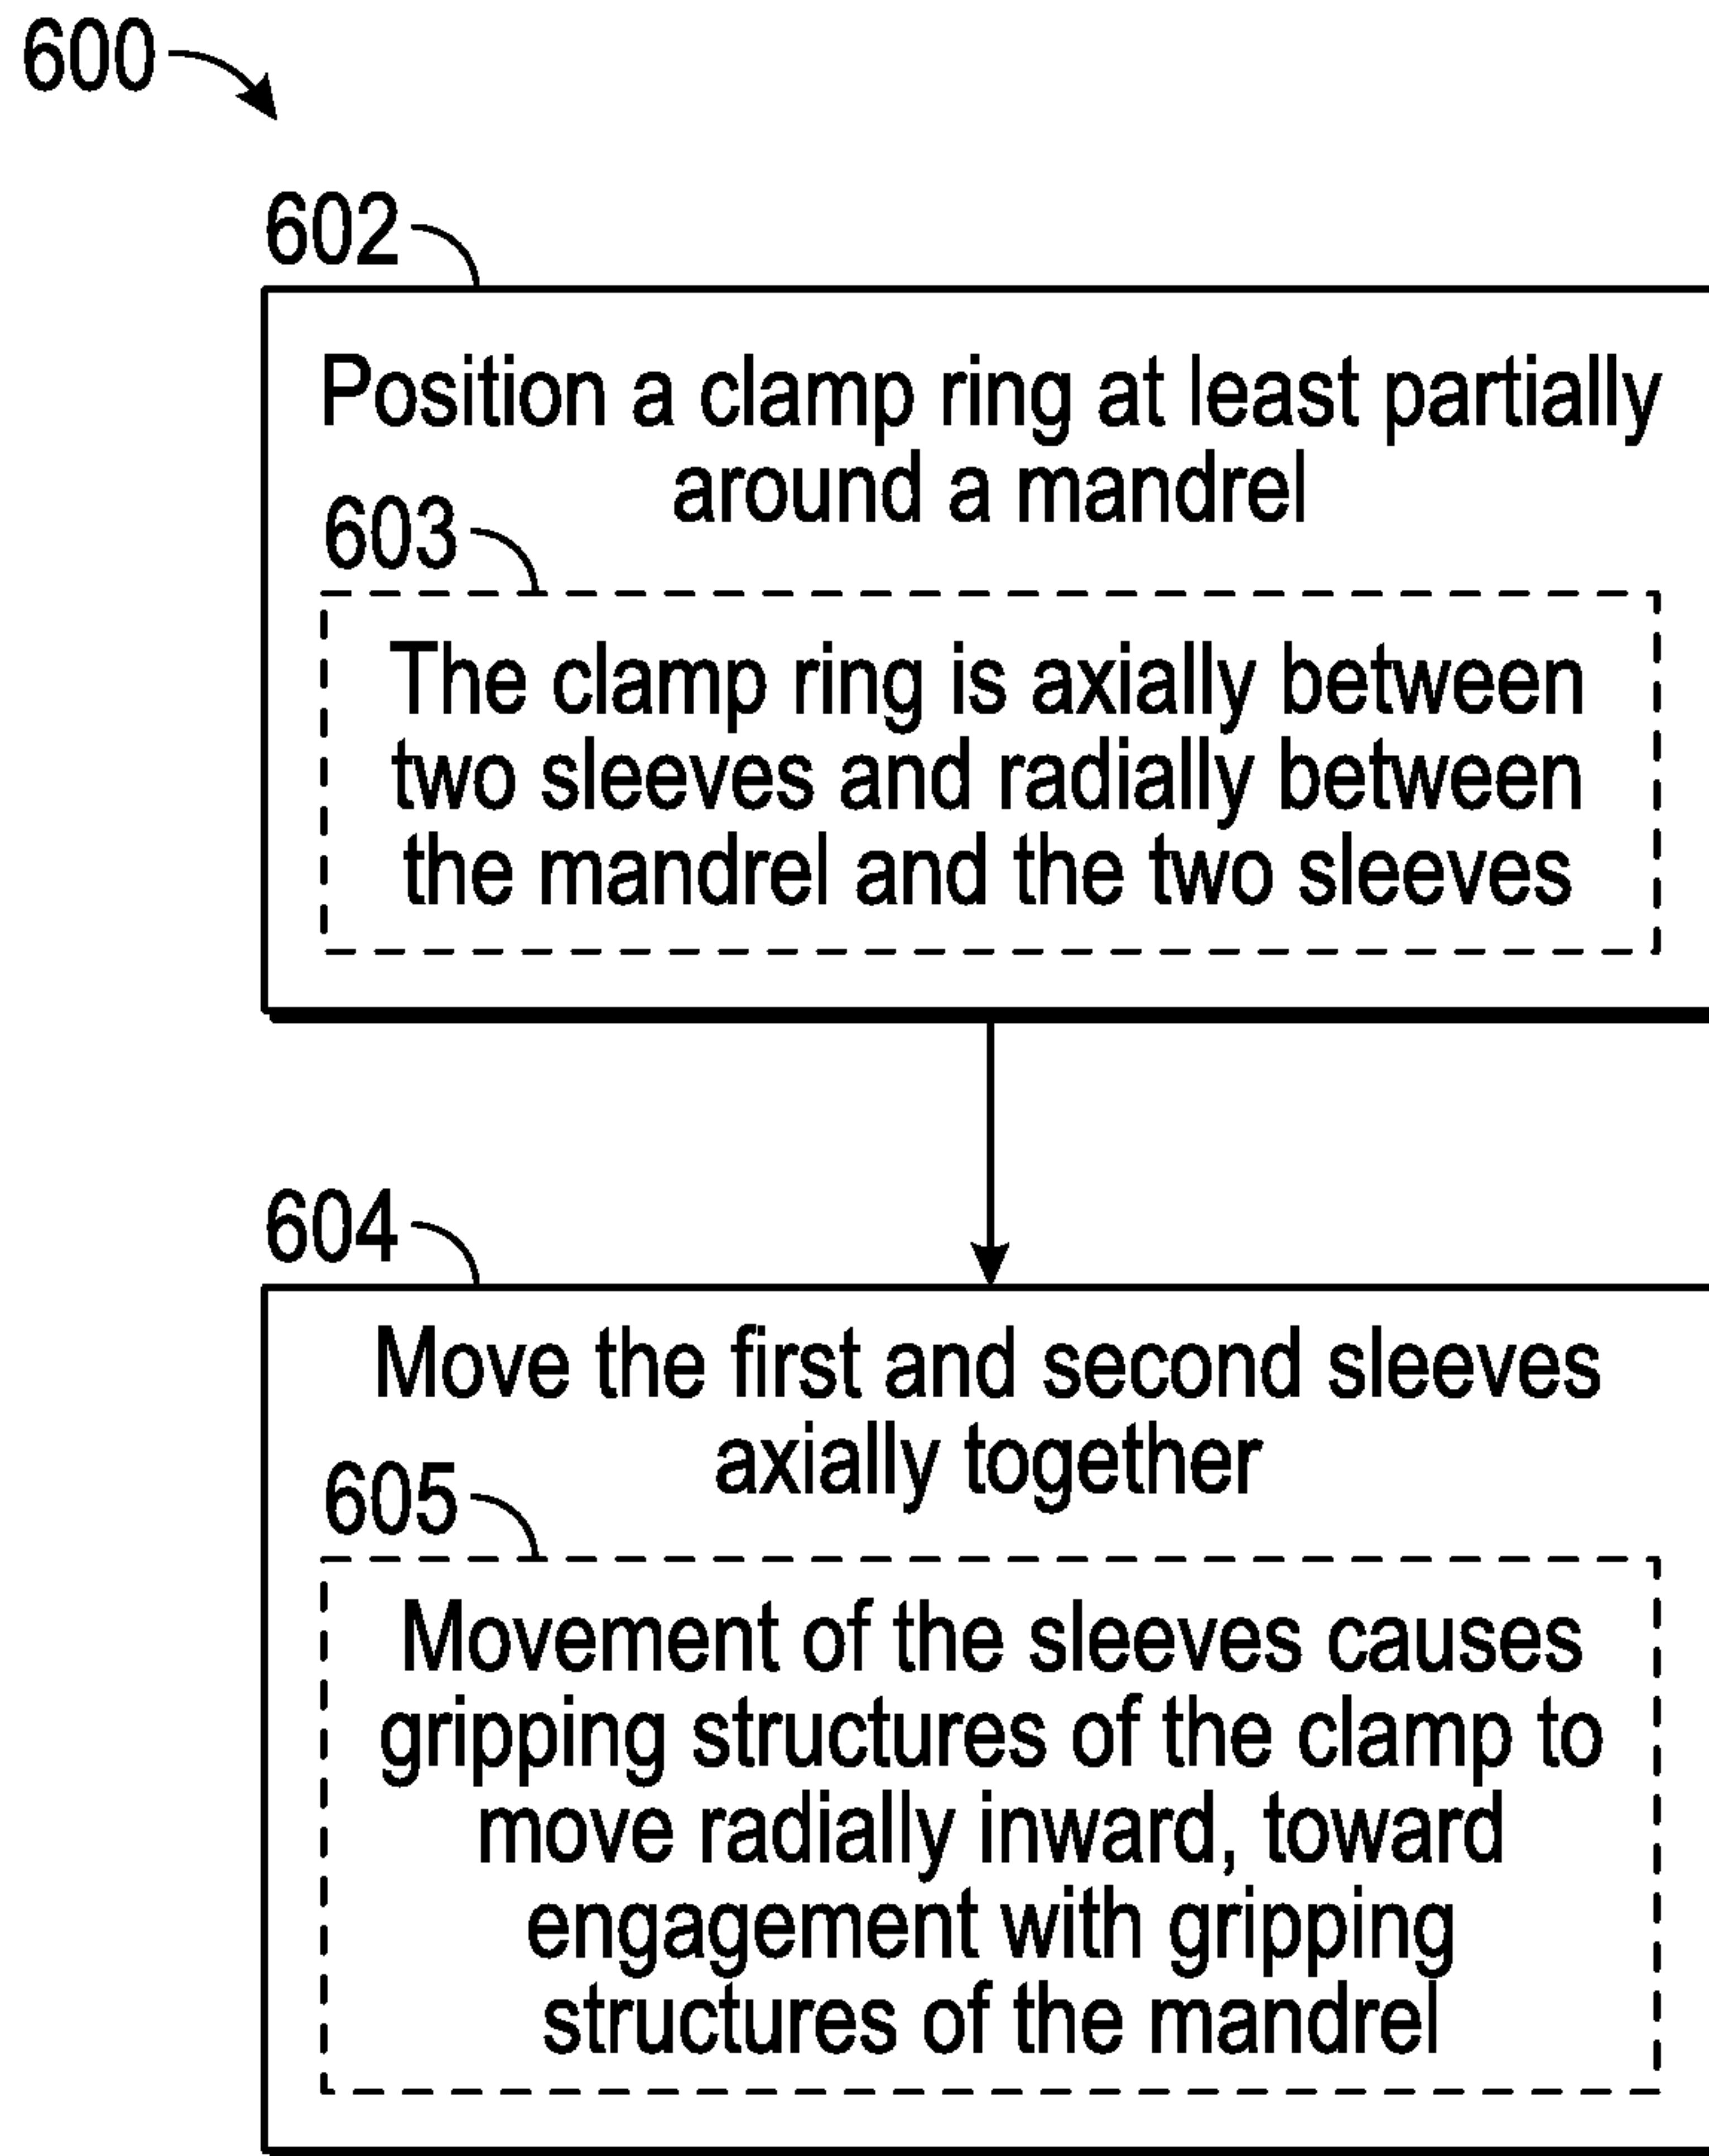 600
602
Position a clamp ring at least partially
around a mandrel
603
The clamp ring is axially between
two sleeves and radially between
the mandrel and the two sleeves
604
Move the first and second sleeves
axially together
605
Movement of the sleeves causes
gripping structures of the clamp to
move radially inward, toward
engagement with gripping
structures of the mandrel